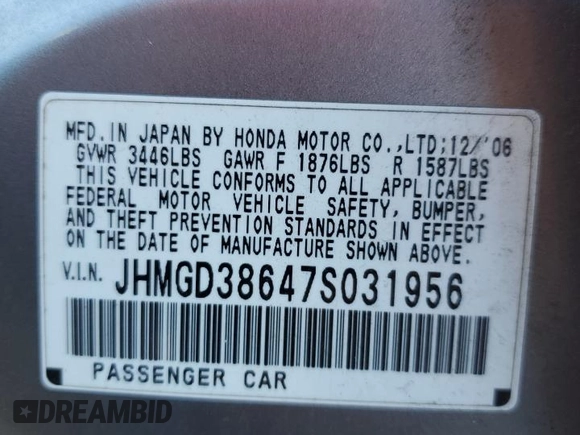 MFD. IN JAPAN BY HONDA MOTOR CO.,LTD;12/'06
GVWR 3446LBS GAWR F 1876LBS R 1587LBS
THIS VEHICLE CONFORMS TO ALL APPLICABLE
FEDERAL MOTOR VEHICLE SAFETY, BUMPER,
AND THEFT PREVENTION STANDARDS IN EFFECT
ON THE DATE OF MANUFACTURE SHOWN ABOVE.
V.I.N. JHMGD38647S031956
PASSENGER CAR
DREAMBID